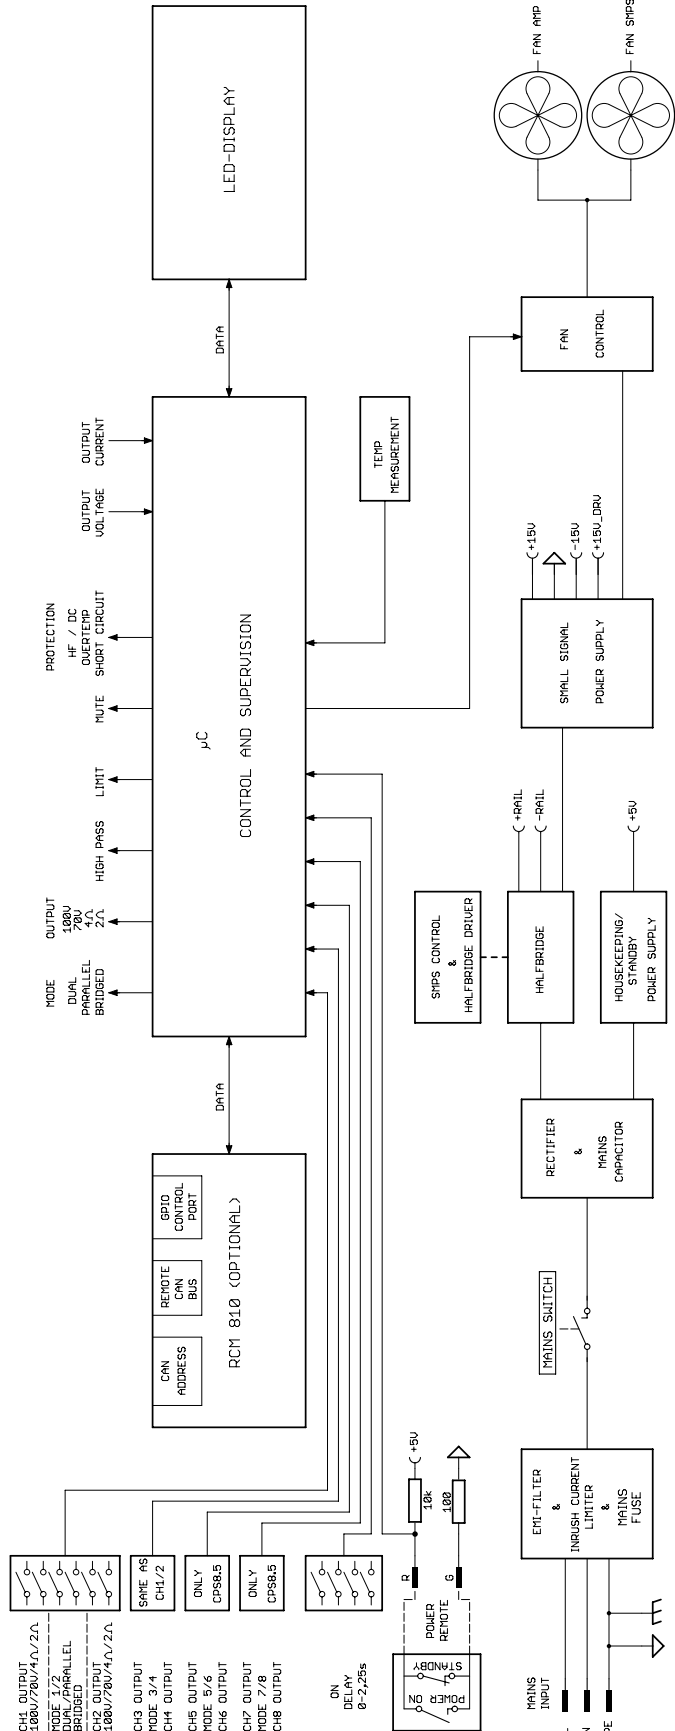 FAN AMP
FAN SMPS
LED-DISPLAY
DATA
FAN
CONTROL
OUTPUT
CURRENT
OUTPUT
VOLTAGE
TEMP
MEASUREMENT
+15V
-15V
+15V_DRV
PROTECTION
HF / DC
OVERTEMP
SHORT CIRCUIT
MUTE
LIMIT
HIGH PASS
OUTPUT
100V
70V
4Ω
2Ω
MODE
DUAL
PARALLEL
BRIDGED
µC
CONTROL AND SUPERVISION
SMALL SIGNAL
POWER SUPPLY
+RAIL
-RAIL
+5V
SMPS CONTROL
&
HALFBRIDGE DRIVER
HALFBRIDGE
HOUSEKEEPING/
STANDBY
POWER SUPPLY
DATA
RECTIFIER
&
MAINS
CAPACITOR
GPIO
CONTROL
PORT
REMOTE
CAN
BUS
CAN
ADDRESS
RCM 810 (OPTIONAL)
MAINS SWITCH
+5V
10k
100
EMI-FILTER
&
INRUSH CURRENT
LIMITER
&
MAINS
FUSE
SAME AS
CH1/2
ONLY
CPS8.5
ONLY
CPS8.5
R
G
POWER
REMOTE
CH1 OUTPUT
100V/70V/4Ω/2Ω
MODE 1/2
DUAL/PARALLEL
BRIDGED
CH2 OUTPUT
100V/70V/4Ω/2Ω
CH3 OUTPUT
MODE 3/4
CH4 OUTPUT
CH5 OUTPUT
MODE 5/6
CH6 OUTPUT
CH7 OUTPUT
MODE 7/8
CH8 OUTPUT
ON
DELAY
0-2,25s
POWER ON
STANDBY
MAINS
INPUT
N
PE